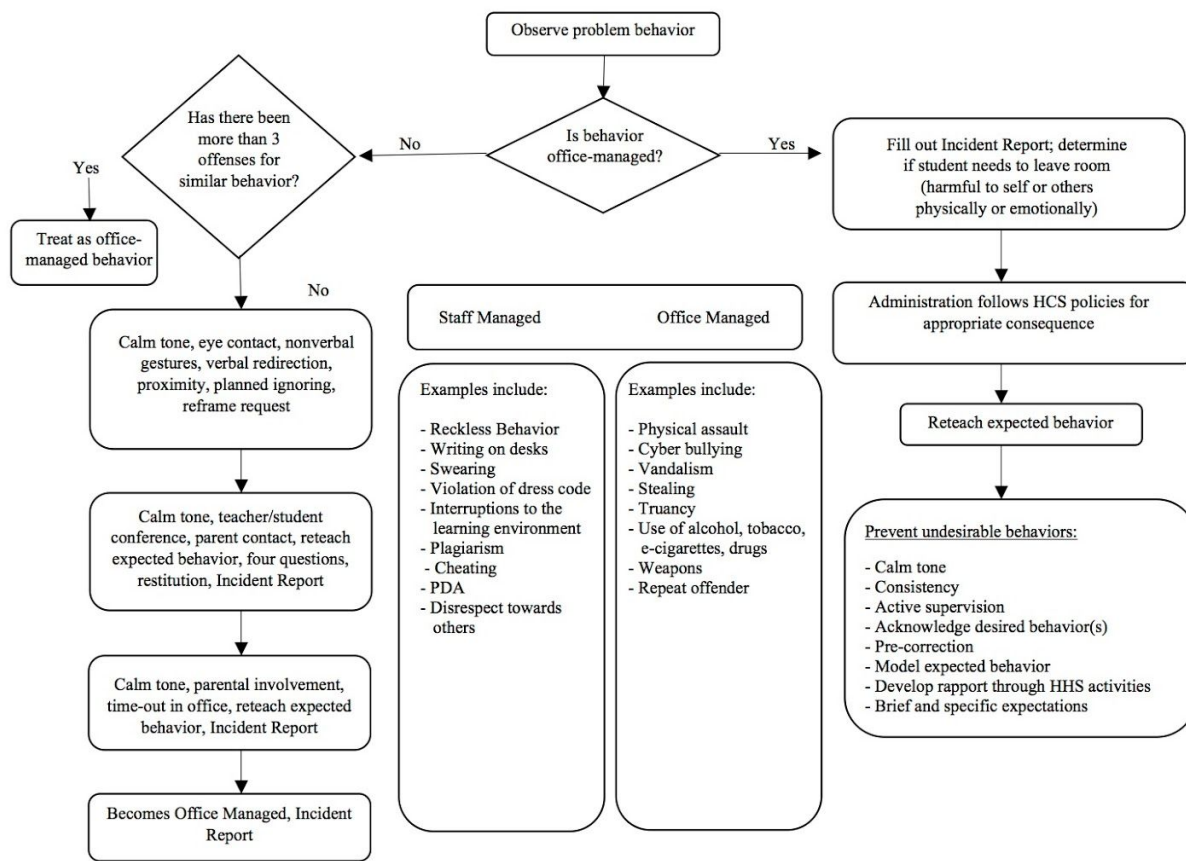 Observe problem behavior
Has there been
more than 3
offenses for
similar behavior?
No
Is behavior
office-managed?
Yes
Fill out Incident Report; determine
if student needs to leave room
(harmful to self or others
physically or emotionally)
Yes
Treat as office-
managed behavior
No
Calm tone, eye contact, nonverbal
gestures, verbal redirection,
proximity, planned ignoring,
reframe request
Calm tone, teacher/student
conference, parent contact, reteach
expected behavior, four questions,
restitution, Incident Report
Calm tone, parental involvement,
time-out in office, reteach expected
behavior, Incident Report
Becomes Office Managed, Incident
Report
Staff Managed
Office Managed
Examples include:
- Reckless Behavior
- Writing on desks
- Swearing
- Violation of dress code
- Interruptions to the
learning environment
- Plagiarism
Cheating
- PDA
- Disrespect towards
others
Examples include:
- Physical assault
- Cyber bullying
- Vandalism
- Stealing
- Truancy
- Use of alcohol, tobacco,
e-cigarettes, drugs
- Weapons
- Repeat offender
Administration follows HCS policies for
appropriate consequence
Reteach expected behavior
Prevent undesirable behaviors:
- Calm tone
- Consistency
- Active supervision
- Acknowledge desired behavior(s)
- Pre-correction
- Model expected behavior
- Develop rapport through HHS activities
- Brief and specific expectations